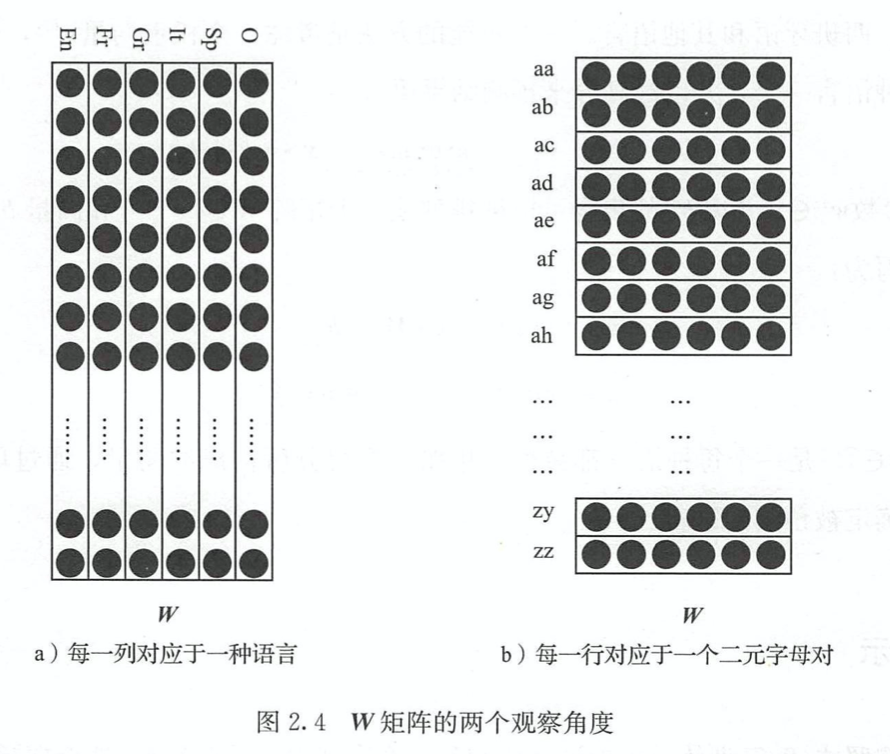 En Fr Gr It Sp O
aa
ab
ac
ad
ae
af
ag
ah
… …
… …
… …
zy
zz
W W
a）每一列对应于一种语言 b）每一行对应于一个二元字母对
图 2.4 W 矩阵的两个观察角度